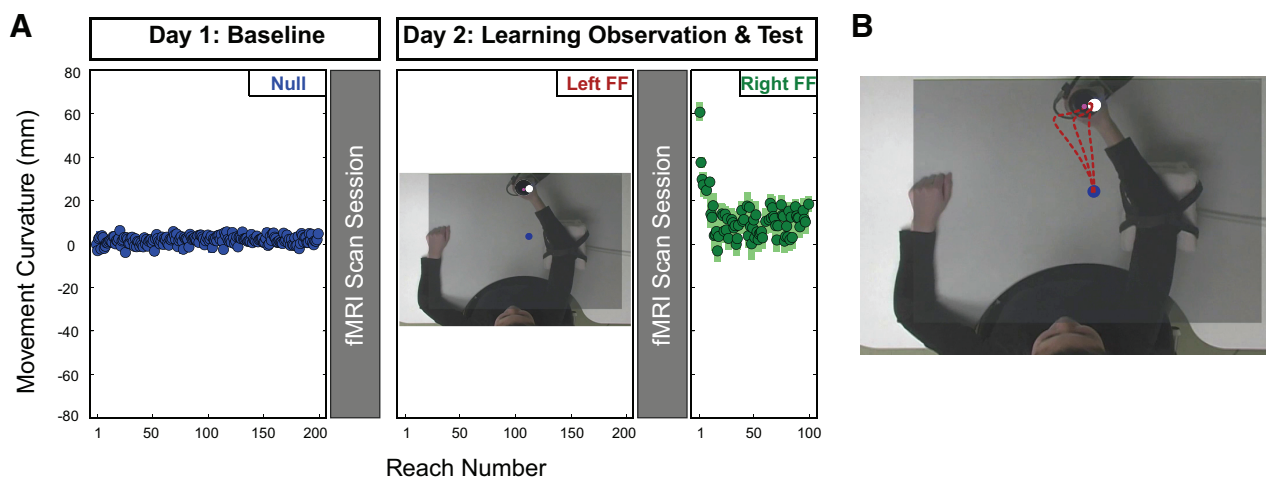 A
Day 1: Baseline
Day 2: Learning Observation & Test
B
Movement Curvature (mm)
80
60
40
20
0
-20
-40
-60
-80
Null
fMRI Scan Session
Left FF
fMRI Scan Session
Right FF
1 50 100 150 200
1 50 100 150 200
1 50 100
Reach Number